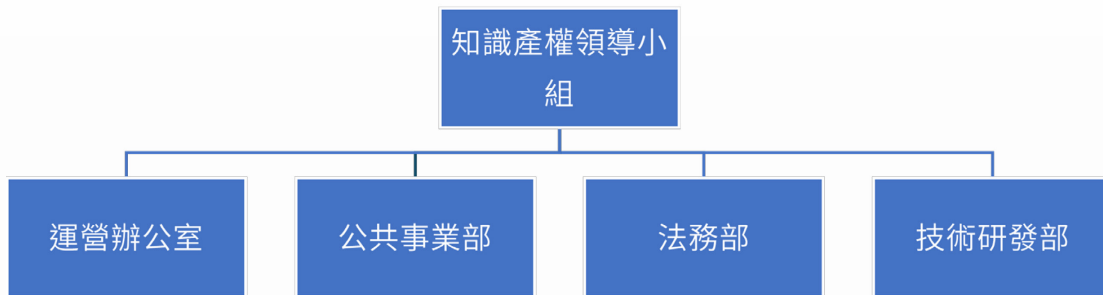 知識產權領導小
組
運營辦公室
公共事業部
法務部
技術研發部